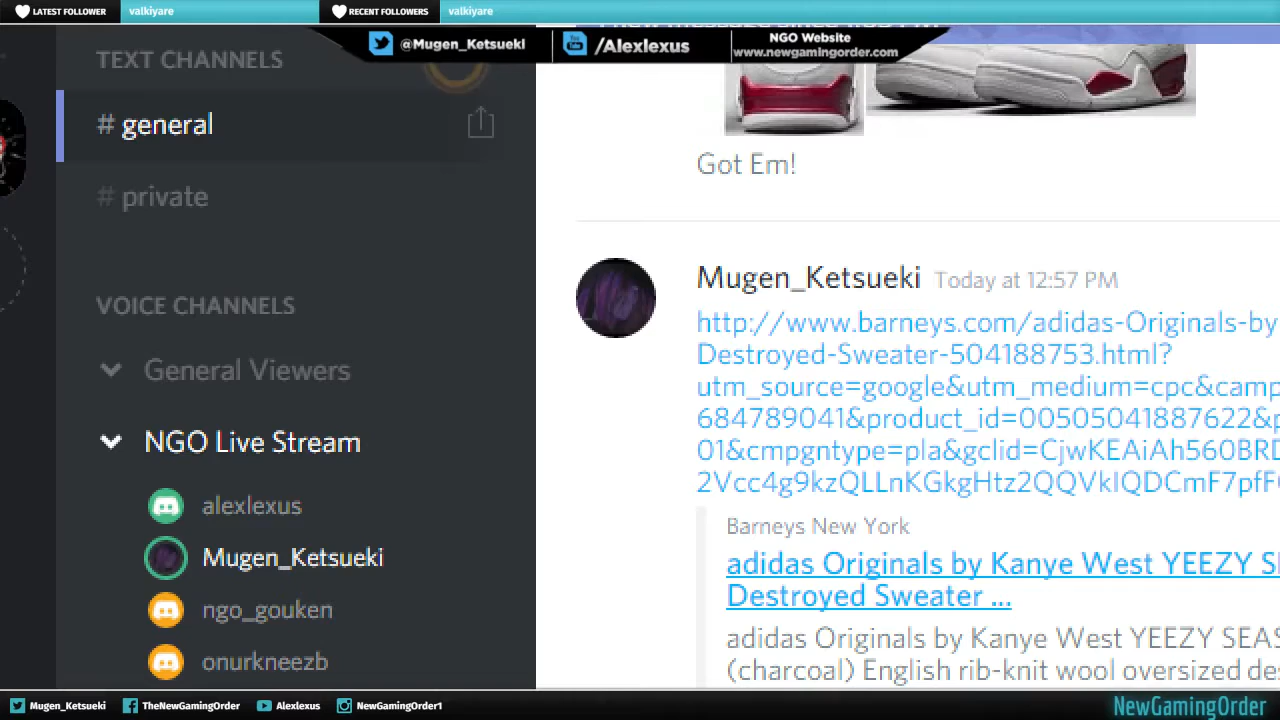 LATEST FOLLOWER valkiyare RECENT FOLLOWERS valkiyare
@Mugen_Ketsueki /Alexlexus NGO Website
www.newgamingorder.com
TEXT CHANNELS
# general
# private
VOICE CHANNELS
General Viewers
NGO Live Stream
alexlexus
Mugen_Ketsueki
ngo_gouken
onurkneezb
Got Em!
Mugen_Ketsueki Today at 12:57 PM
http://www.barneys.com/adidas-Originals-by
Destroyed-Sweater-504188753.html?
utm_source=google&utm_medium=cpc&camp
684789041&product_id=00505041887622&p
01&cmpgntype=pla&gclid=CjwKEAiAh560BRD
2Vcc4g9kzQLLnKGkgHtz2QQVkIQDCmF7pfF
Barneys New York
adidas Originals by Kanye West YEEZY S
Destroyed Sweater ...
adidas Originals by Kanye West YEEZY SEAS
(charcoal) English rib-knit wool oversized de
Mugen_Ketsueki TheNewGamingOrder Alexlexus NewGamingOrder1 NewGamingOrder